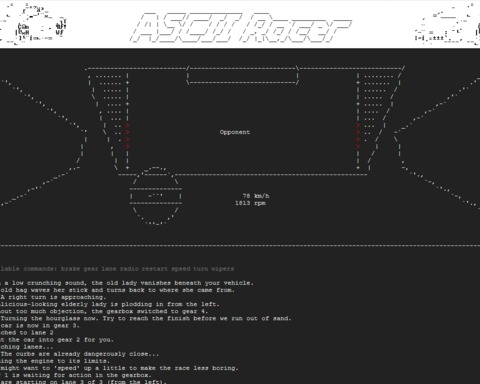 ASCII RACER
Opponent
78 km/h
1813 rpm
lable commands: brake gear lane radio restart speed turn wipers
a low crunching sound, the old lady vanishes beneath your vehicle.
old hag waves her stick and turns back to where she came from.
A right turn is approaching.
alicious-looking elderly lady is plodding in from the left.
out too much objection, the gearbox switched to gear 4.
Turning the hourglass now. Try to reach the finish before we run out of sand.
car is now in gear 3.
ched to lane 2
t the car into gear 2 for you.
ching lanes...
The curbs are already dangerously close...
ing the engine to its limits.
might want to 'speed' up a little to make the race less boring.
1 is waiting for action in the gearbox.
are starting on lane 3 of 3 (from the left).